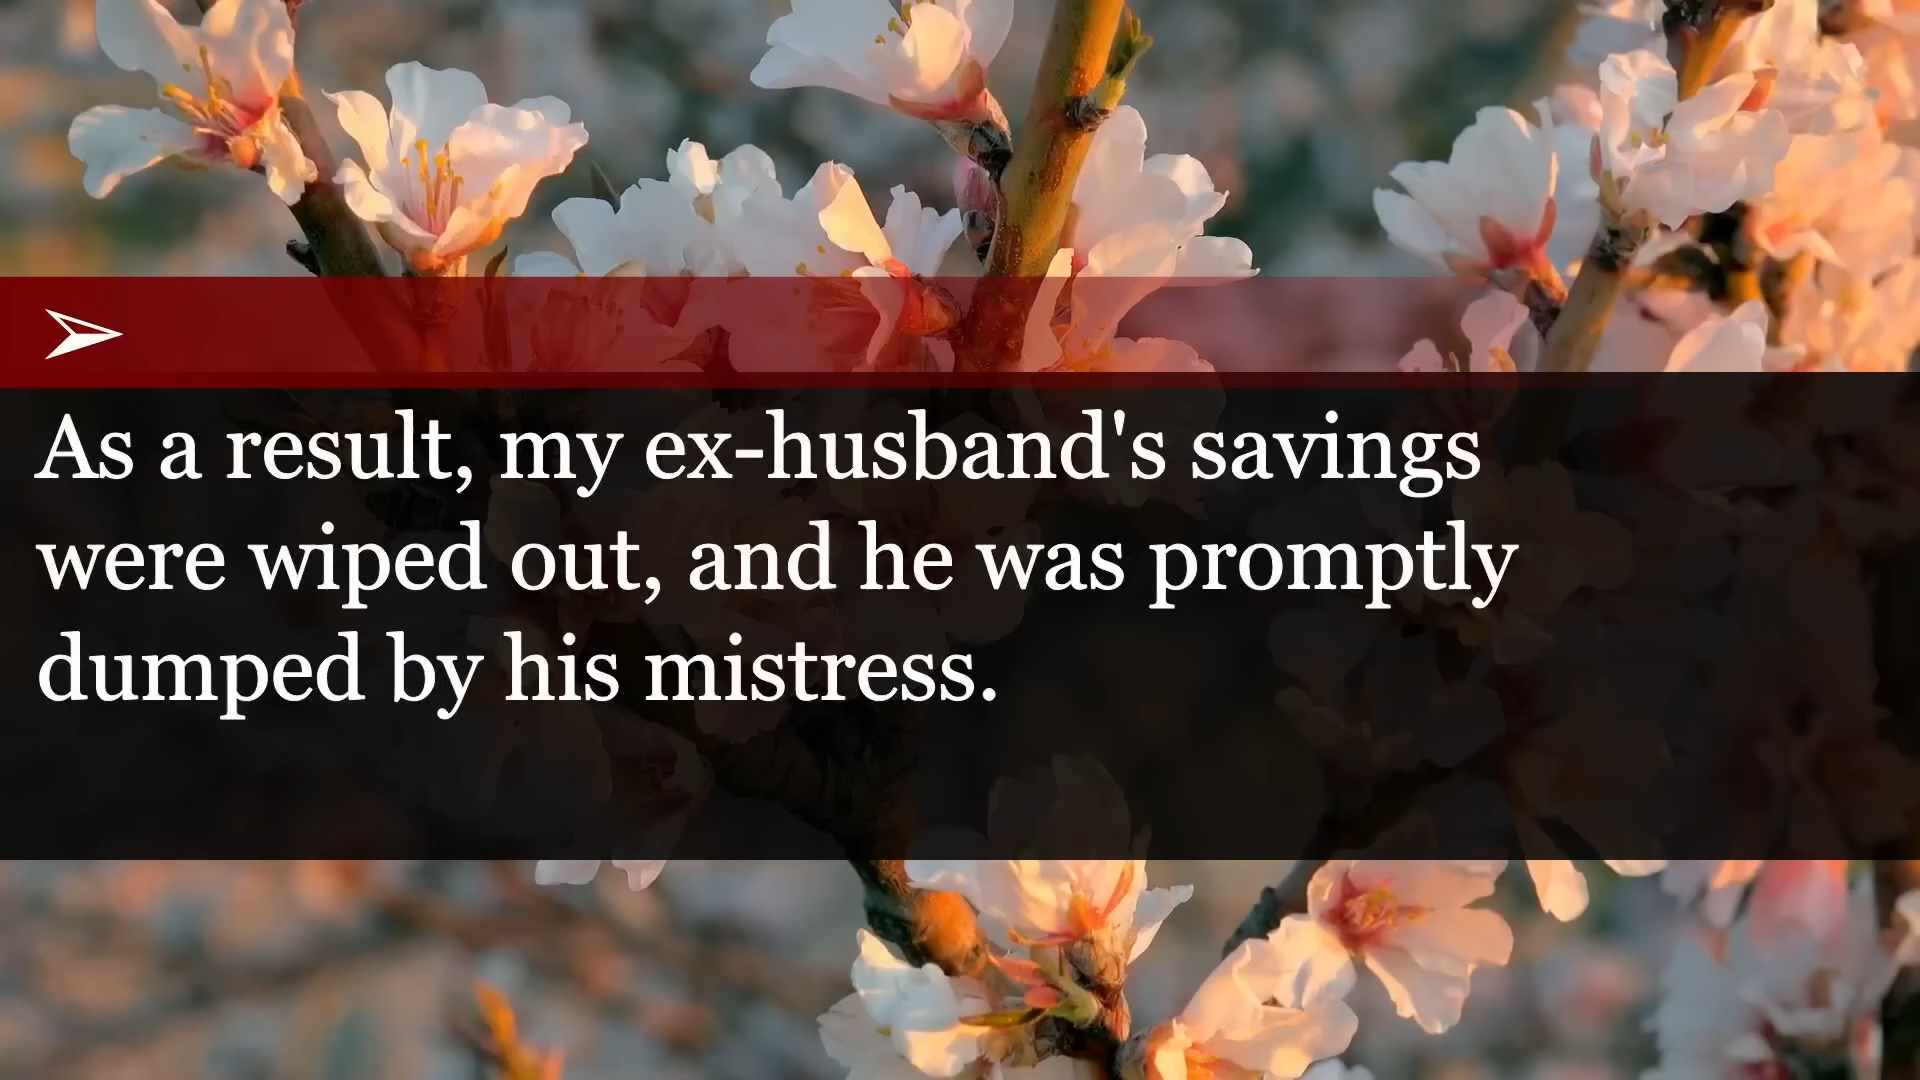 As a result, my ex-husband's savings
were wiped out, and he was promptly
dumped by his mistress.